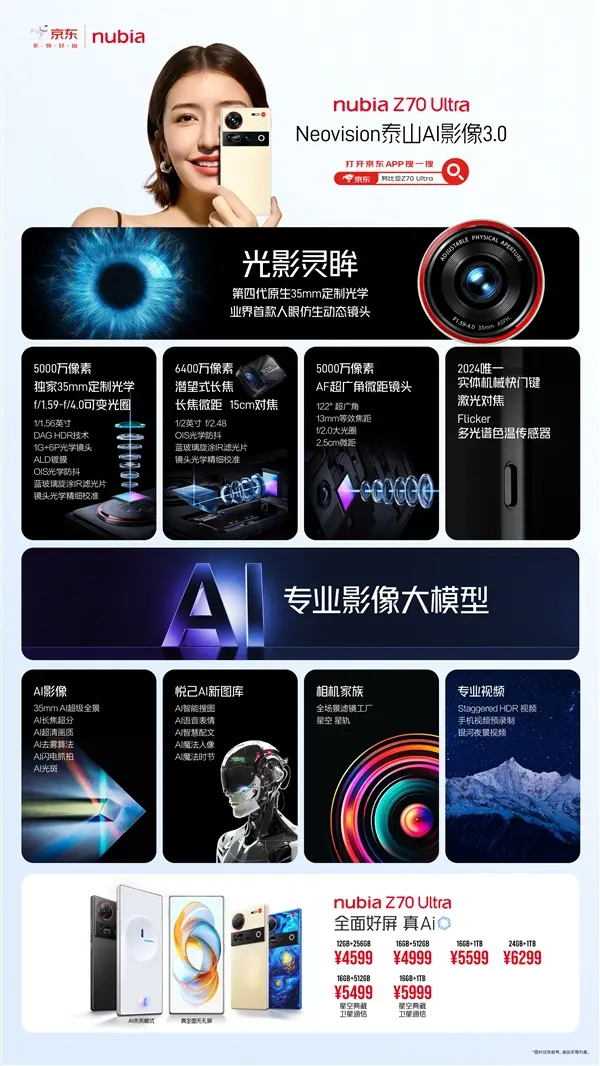 京东
多·快·好·省
nubia
nubia Z70 Ultra
Neovision泰山AI影像3.0
打开京东APP搜一搜
京东
努比亚Z70 Ultra
光影灵眸
第四代原生35mm定制光学
业界首款人眼仿生动态镜头
ADJUSTABLE PHYSICAL APERTURE
F1.59-4.0 35mm ASPH.
5000万像素
独家35mm定制光学
f/1.59-f/4.0可变光圈
1/1.56英寸
DAG HDR技术
1G+6P光学镜头
ALD镀膜
OIS光学防抖
蓝玻璃旋涂IR滤光片
镜头光学精细校准
6400万像素
潜望式长焦
长焦微距 15cm对焦
1/2英寸 f/2.48
OIS光学防抖
蓝玻璃旋涂IR滤光片
镜头光学精细校准
5000万像素
AF超广角微距镜头
122° 超广角
13mm等效焦距
f/2.0大光圈
2.5cm微距
2024唯一
实体机械快门键
激光对焦
Flicker
多光谱色温传感器
AI
专业影像大模型
AI影像
35mm AI超级全景
AI长焦超分
AI超清画质
AI去雾算法
AI闪电抓拍
AI光斑
悦己AI新图库
AI智能搜图
AI语音表情
AI智慧配文
AI魔法人像
AI魔法时节
相机家族
全场景滤镜工厂
星空 星轨
专业视频
Staggered HDR 视频
手机视频预录制
银河夜景视频
AI透明模式
真全面无孔屏
nubia Z70 Ultra
全面好屏 真Ai
12GB+256GB
¥4599
16GB+512GB
¥4999
16GB+1TB
¥5599
24GB+1TB
¥6299
16GB+512GB
¥5499
星空典藏
卫星通信
16GB+1TB
¥5999
星空典藏
卫星通信